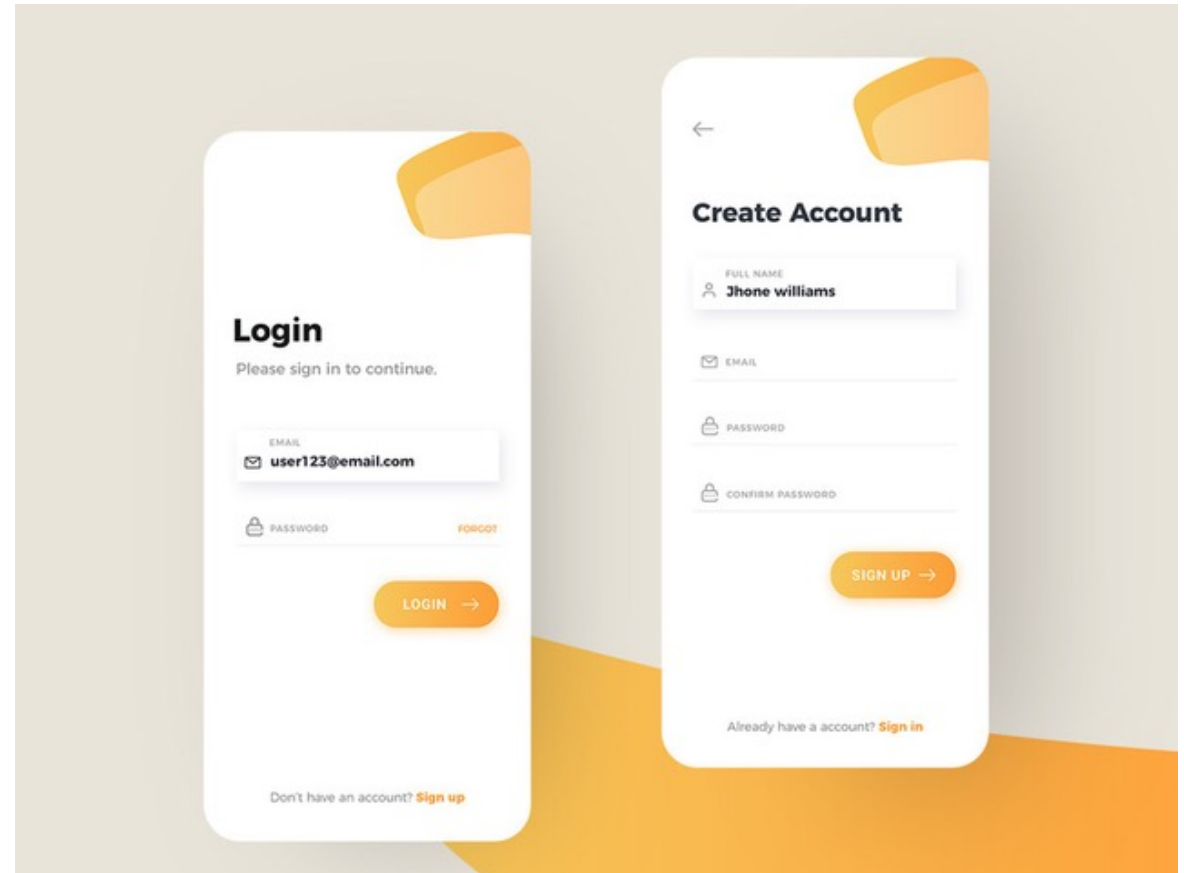 Login
Please sign in to continue.
EMAIL
user123@email.com
PASSWORD
FORGOT
LOGIN
Don't have an account? Sign up
Create Account
FULL NAME
Jhone williams
EMAIL
PASSWORD
CONFIRM PASSWORD
SIGN UP
Already have a account? Sign in